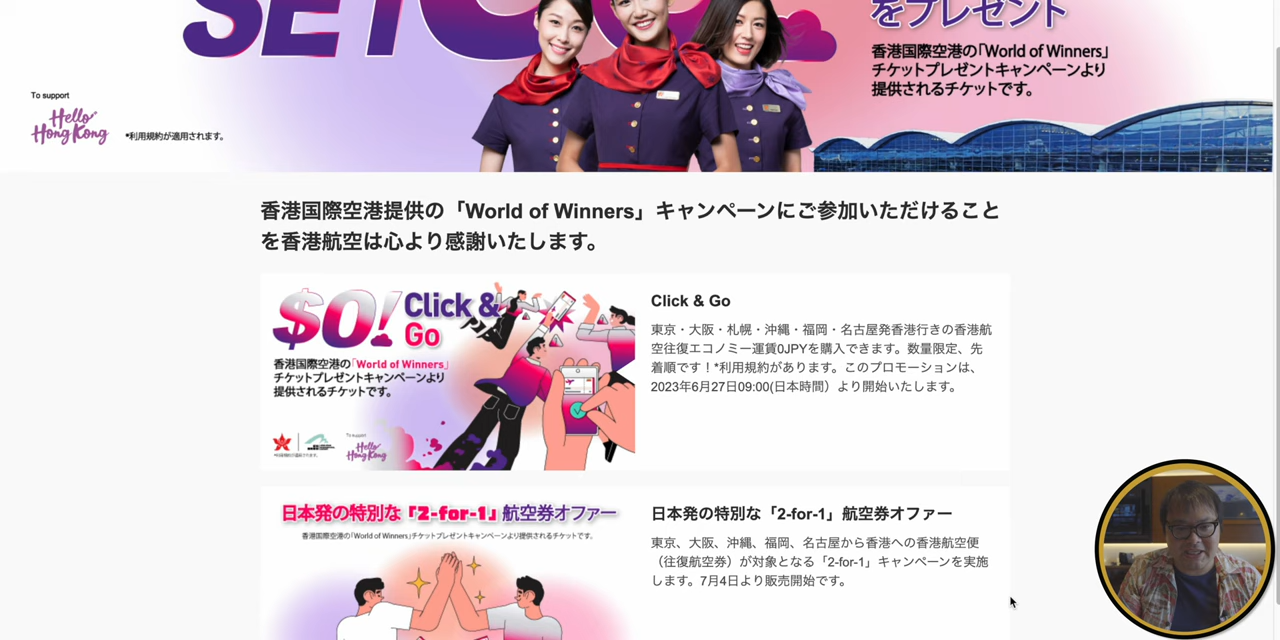 をプレゼント
香港国際空港の「World of Winners」
チケットプレゼントキャンペーンより
提供されるチケットです。
To support
Hello
Hong Kong
*利用規約が適用されます。
香港国際空港提供の「World of Winners」キャンペーンにご参加いただけること
を香港航空は心より感謝いたします。
$0! Click &
Go
香港国際空港の「World of Winners」
チケットプレゼントキャンペーンより
提供されるチケットです。
To support
Hello
Hong Kong
Click & Go
東京・大阪・札幌・沖縄・福岡・名古屋発香港行きの香港航
空往復エコノミー運賃0JPYを購入できます。数量限定、先
着順です！*利用規約があります。このプロモーションは、
2023年6月27日09:00(日本時間）より開始いたします。
日本発の特別な「2-for-1」航空券オファー
香港国際空港の「World of Winners」チケットプレゼントキャンペーンより提供されるチケットです。
日本発の特別な「2-for-1」航空券オファー
東京、大阪、沖縄、福岡、名古屋から香港への香港航空便
（往復航空券）が対象となる「2-for-1」キャンペーンを実施
します。7月4日より販売開始です。